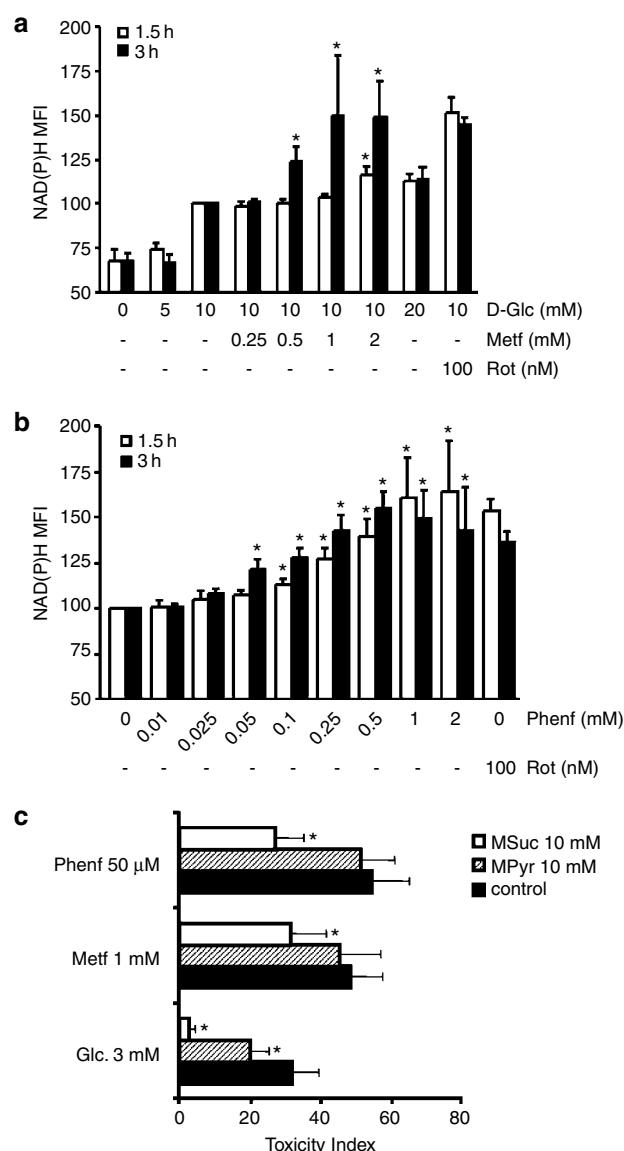 a
1.5 h
3 h
NAD(P)H MFI
200
175
150
125
100
75
50
* * * *
0 5 10 10 10 10 10 20 10 D-Glc (mM)
- - - 0.25 0.5 1 2 - - Metf (mM)
- - - - - - - - 100 Rot (nM)
b
1.5 h
3 h
NAD(P)H MFI
200
175
150
125
100
75
50
* * * * * * * * * * *
0 0.01 0.025 0.05 0.1 0.25 0.5 1 2 0 Phenf (mM)
- - - - - - - - - 100 Rot (nM)
c
MSuc 10 mM
MPyr 10 mM
control
Phenf 50 μM
*
Metf 1 mM
*
Glc. 3 mM
*
*
0 20 40 60 80
Toxicity Index